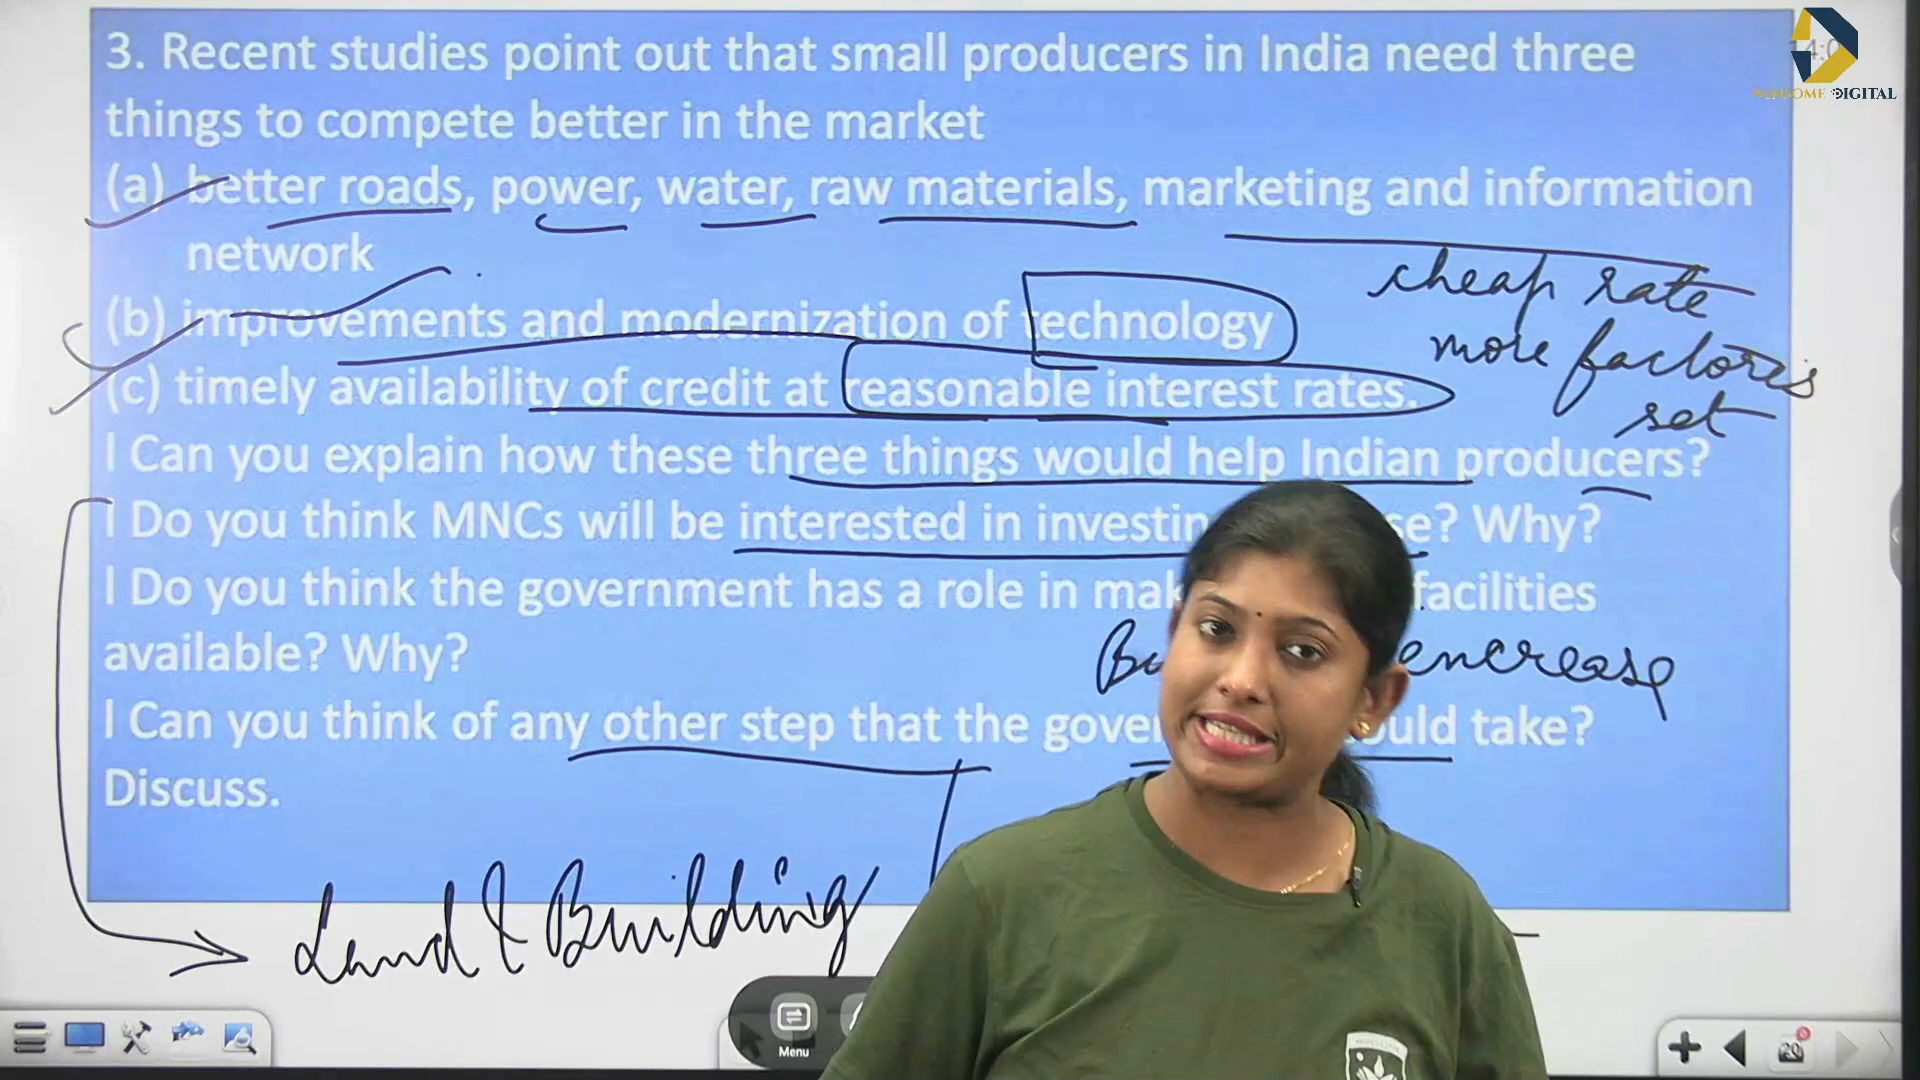 3. Recent studies point out that small producers in India need three
things to compete better in the market
(a) better roads, power, water, raw materials, marketing and information
network
(b) improvements and modernization of technology
(c) timely availability of credit at reasonable interest rates.
cheap rate
more factories
set
I Can you explain how these three things would help Indian producers?
I Do you think MNCs will be interested in investin se? Why?
I Do you think the government has a role in mak facilities
available? Why?
encrease
I Can you think of any other step that the gover ould take?
Discuss.
Land & Building
Menu
DIGITAL
29